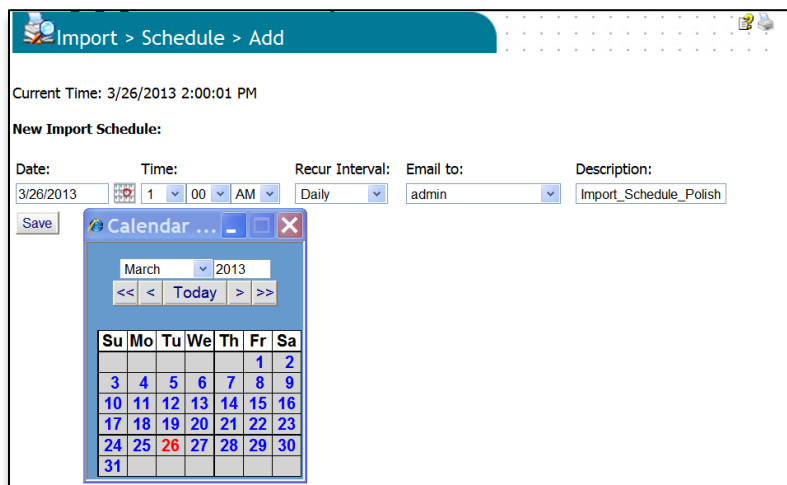 Import > Schedule > Add
Current Time: 3/26/2013 2:00:01 PM
New Import Schedule:
Date: Time: Recur Interval: Email to: Description:
3/26/2013 1 00 AM Daily admin Import_Schedule_Polish
Save
Calendar ...
March 2013
<< < Today > >>
Su Mo Tu We Th Fr Sa
1 2
3 4 5 6 7 8 9
10 11 12 13 14 15 16
17 18 19 20 21 22 23
24 25 26 27 28 29 30
31